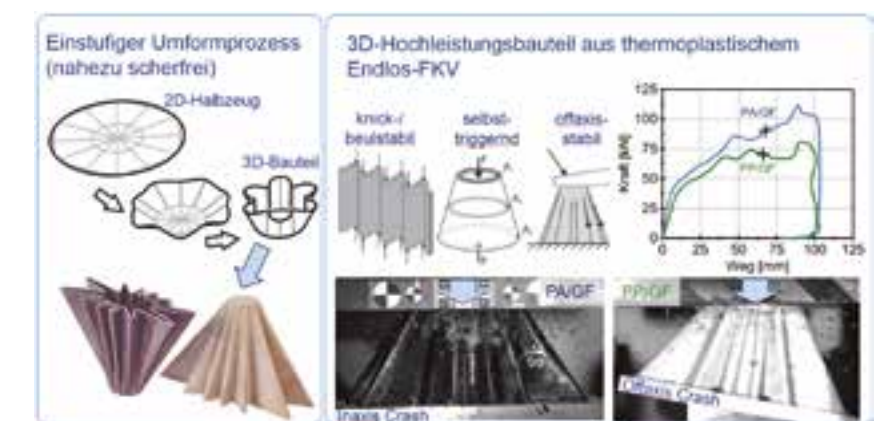 Einstufiger Umformprozess
(nahezu scherfrei)
2D-Halbzeug
3D-Bauteil
3D-Hochleistungsbauteil aus thermoplastischem
Endlos-FKV
knick-/
beulstabil
selbst-
triggernd
offaxis-
stabil
Kraft [kN]
125
100
75
50
25
0
PA/GF
PP/GF
0 25 50 75 100 125
Weg [mm]
PA/GF
Inaxis Crash
PP/GF
Offaxis Crash